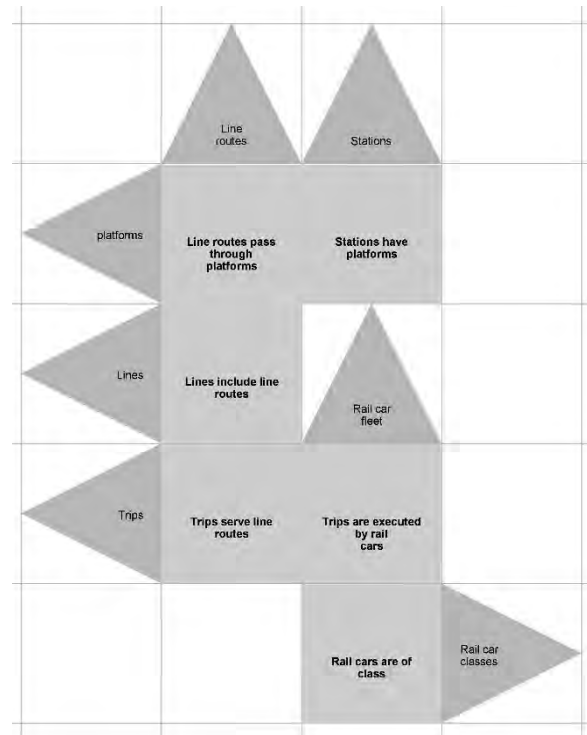 Line
routes
Stations
platforms
Line routes pass
through
platforms
Stations have
platforms
Lines
Lines include line
routes
Rail car
fleet
Trips
Trips serve line
routes
Trips are executed
by rail
cars
Rail cars are of
class
Rail car
classes